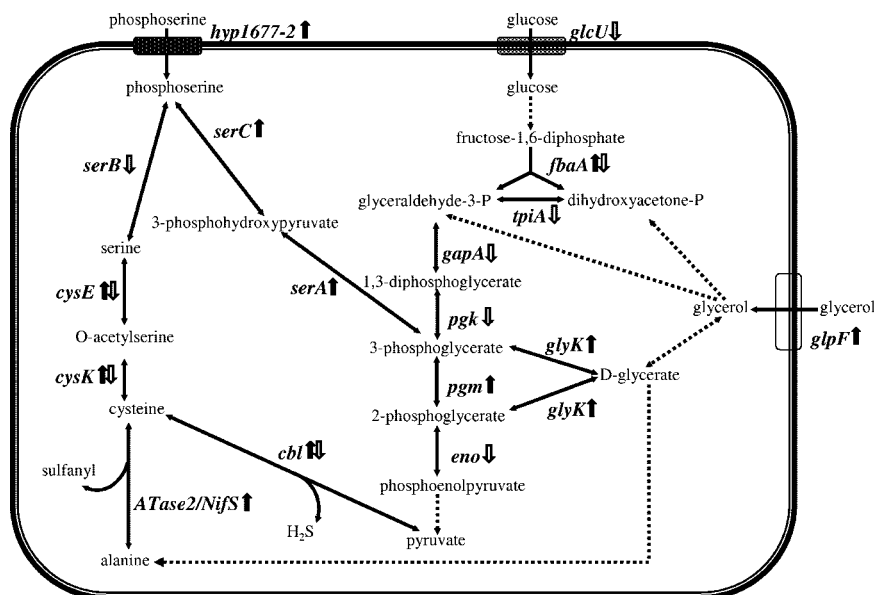 phosphoserine
hyp1677-2
glucose
glcU
phosphoserine
glucose
fructose-1,6-diphosphate
serC
serB
fbaA
glyceraldehyde-3-P
dihydroxyacetone-P
tpiA
3-phosphohydroxypyruvate
serine
gapA
1,3-diphosphoglycerate
cysE
serA
glycerol
glycerol
pgk
O-acetylserine
glpF
3-phosphoglycerate
glyK
cysK
D-glycerate
pgm
cysteine
glyK
2-phosphoglycerate
cbl
eno
sulfanyl
phosphoenolpyruvate
ATase2/NifS
H2S
pyruvate
alanine